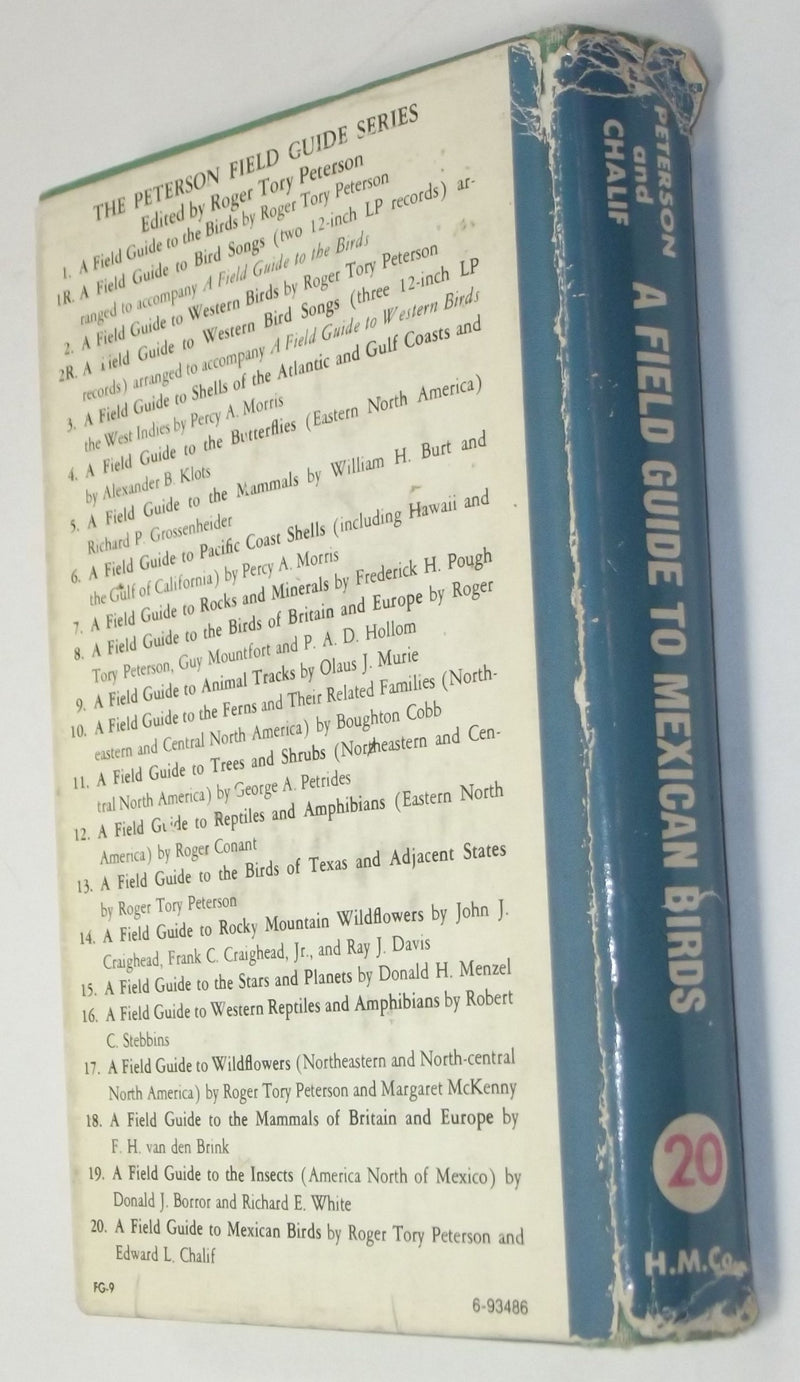 THE PETERSON FIELD GUIDE SERIES
Edited by Roger Tory Peterson
1. A Field Guide to the Birds by Roger Tory Peterson
1R. A Field Guide to Bird Songs (two 12-inch LP records) ar-
ranged to accompany A Field Guide to the Birds
2. A Field Guide to Western Birds by Roger Tory Peterson
2R. A Field Guide to Western Bird Songs (three 12-inch LP
records) arranged to accompany A Field Guide to Western Birds
3. A Field Guide to Shells of the Atlantic and Gulf Coasts and
the West Indies by Percy A. Morris
4. A Field Guide to the Butterflies (Eastern North America)
by Alexander B. Klots
5. A Field Guide to the Mammals by William H. Burt and
Richard P. Grossenheider
6. A Field Guide to Pacific Coast Shells (including Hawaii and
the Gulf of California) by Percy A. Morris
7. A Field Guide to Rocks and Minerals by Frederick H. Pough
8. A Field Guide to the Birds of Britain and Europe by Roger
Tory Peterson, Guy Mountfort and P. A. D. Hollom
9. A Field Guide to Animal Tracks by Olaus J. Murie
10. A Field Guide to the Ferns and Their Related Families (North-
eastern and Central North America) by Boughton Cobb
11. A Field Guide to Trees and Shrubs (Northeastern and Cen-
tral North America) by George A. Petrides
12. A Field Guide to Reptiles and Amphibians (Eastern North
America) by Roger Conant
13. A Field Guide to the Birds of Texas and Adjacent States
by Roger Tory Peterson
14. A Field Guide to Rocky Mountain Wildflowers by John J.
Craighead, Frank C. Craighead, Jr., and Ray J. Davis
15. A Field Guide to the Stars and Planets by Donald H. Menzel
16. A Field Guide to Western Reptiles and Amphibians by Robert
C. Stebbins
17. A Field Guide to Wildflowers (Northeastern and North-central
North America) by Roger Tory Peterson and Margaret McKenny
18. A Field Guide to the Mammals of Britain and Europe by
F. H. van den Brink
19. A Field Guide to the Insects (America North of Mexico) by
Donald J. Borror and Richard E. White
20. A Field Guide to Mexican Birds by Roger Tory Peterson and
Edward L. Chalif
FG-9
6-93486
PETERSON
and
CHALIF
A FIELD GUIDE TO MEXICAN BIRDS
20
H.M.Co.